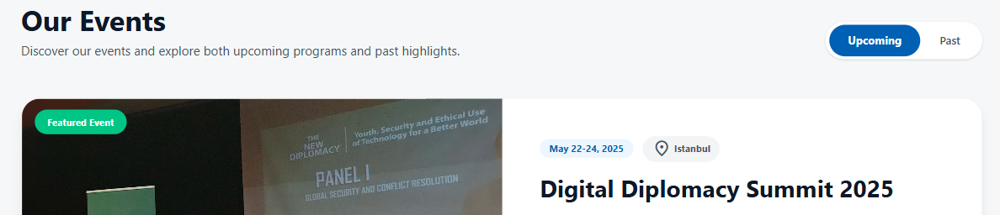 Our Events
Discover our events and explore both upcoming programs and past highlights.
Upcoming
Past
Featured Event
THE
NEW
DIPLOMACY
Youth, Security and Ethical Use
of Technology for a Better World
PANEL I
GLOBAL SECURITY AND CONFLICT RESOLUTION
May 22-24, 2025
Istanbul
Digital Diplomacy Summit 2025